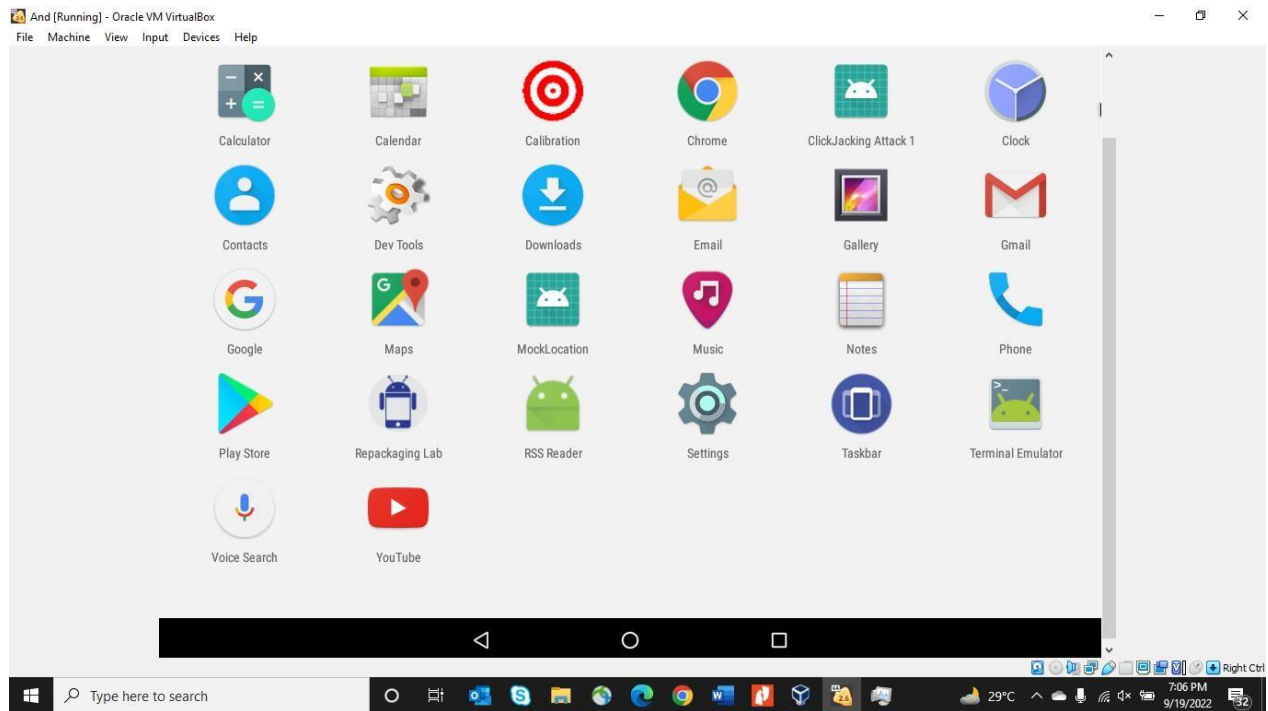 And [Running] - Oracle VM VirtualBox
File Machine View Input Devices Help
Calculator Calendar Calibration Chrome ClickJacking Attack 1 Clock
Contacts Dev Tools Downloads Email Gallery Gmail
Google Maps MockLocation Music Notes Phone
Play Store Repackaging Lab RSS Reader Settings Taskbar Terminal Emulator
Voice Search YouTube
Right Ctrl
Type here to search 29°C 7:06 PM
9/19/2022 32